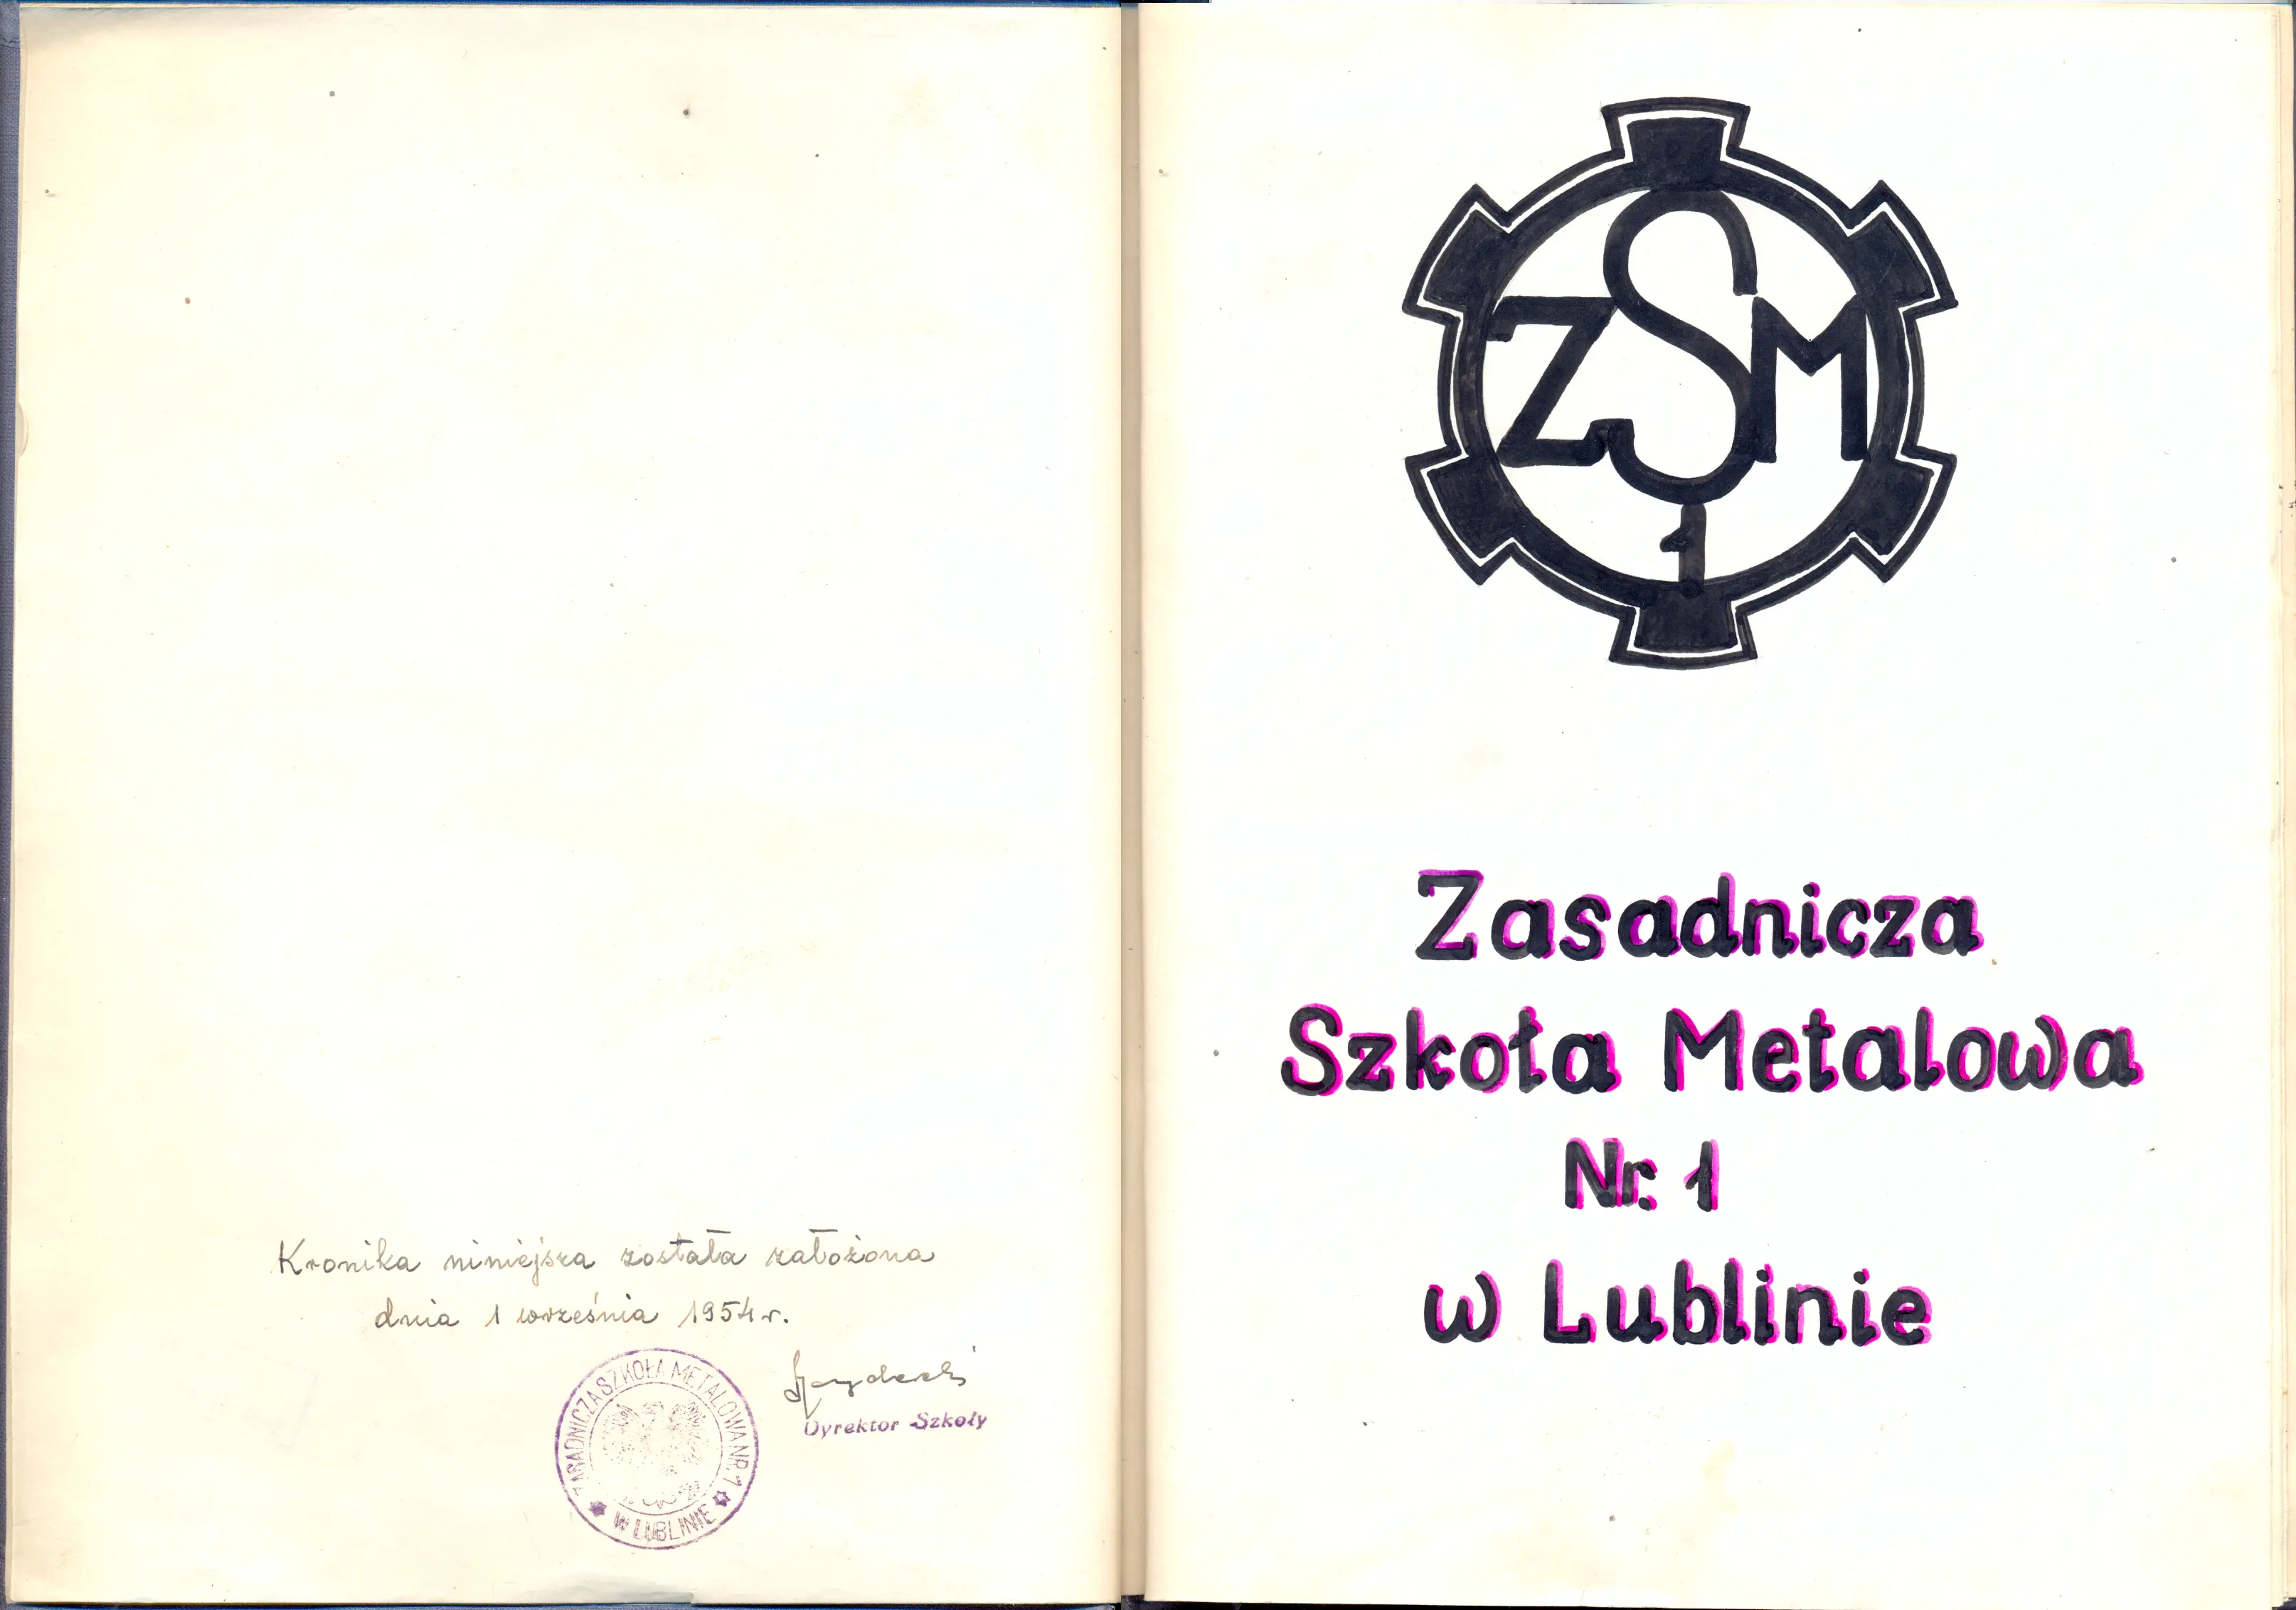 Kronika niniejsza została założona
dnia 1 września 1954 r.
ZASADNICZA SZKOŁA METALOWA NR. 1
W LUBLINIE
Dyrektor Szkoły
ZSM
1
Zasadnicza
Szkoła Metalowa
Nr. 1
w Lublinie